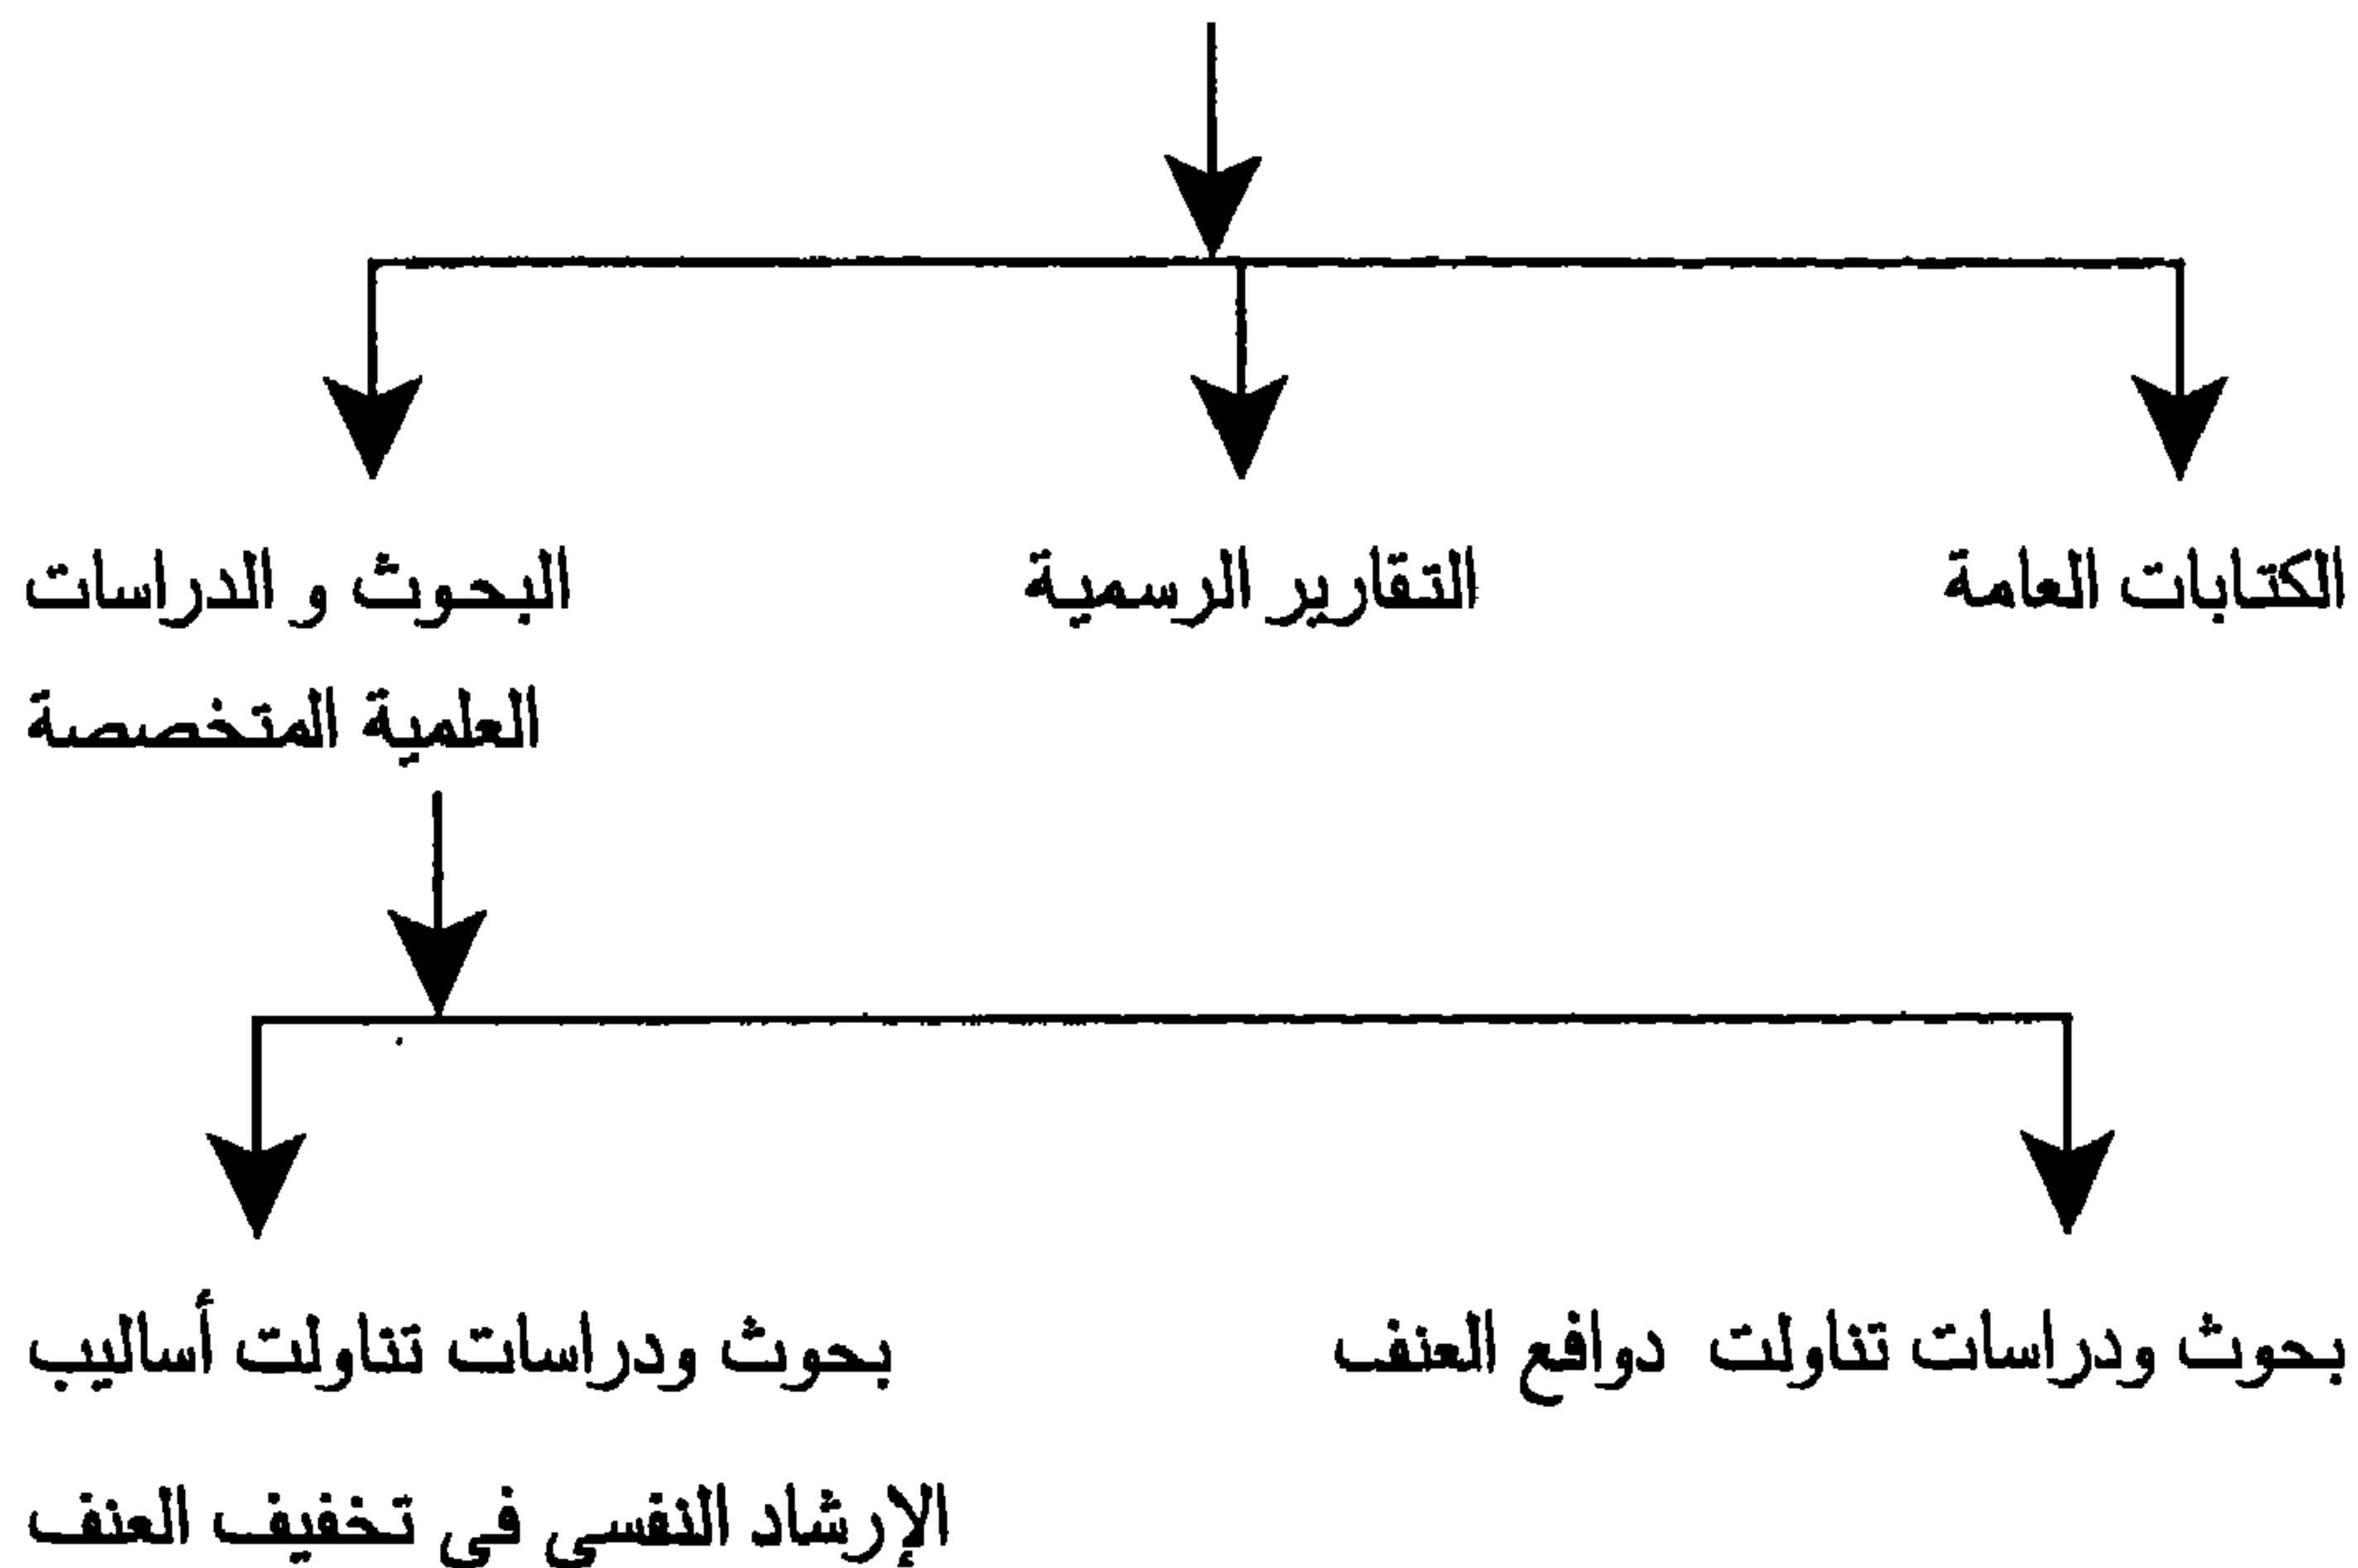 الكتابات العامة
التقارير الرسمية
البحوث و الدراسات
العلمية المتخصصة
بحوث ودراسات تناولت دوافع العنف
بحوث ودراسات تتاولت أساليب
الإرشاد النفسي في تخفيف العنف